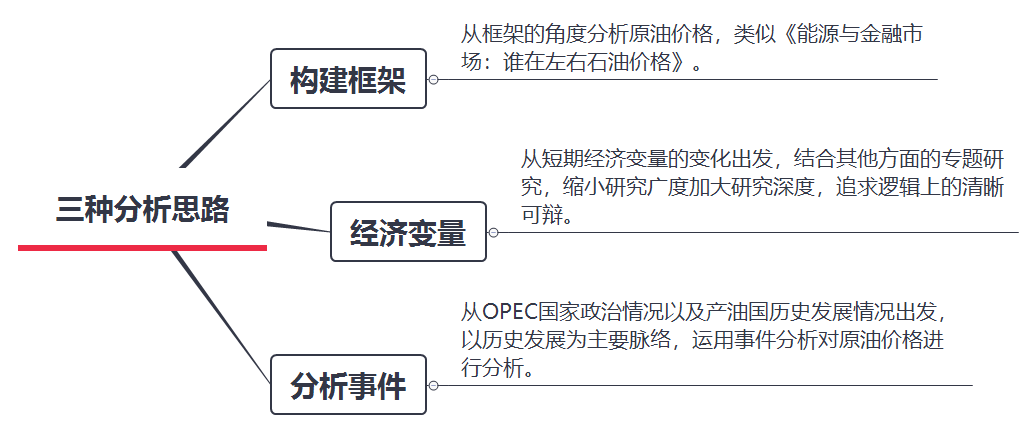 从框架的角度分析原油价格，类似《能源与金融市
场：谁在左右石油价格》。
构建框架
从短期经济变量的变化出发，结合其他方面的专题研
究，缩小研究广度加大研究深度，追求逻辑上的清晰
可辩。
三种分析思路
经济变量
从OPEC国家政治情况以及产油国历史发展情况出发，
以历史发展为主要脉络，运用事件分析对原油价格进
行分析。
分析事件